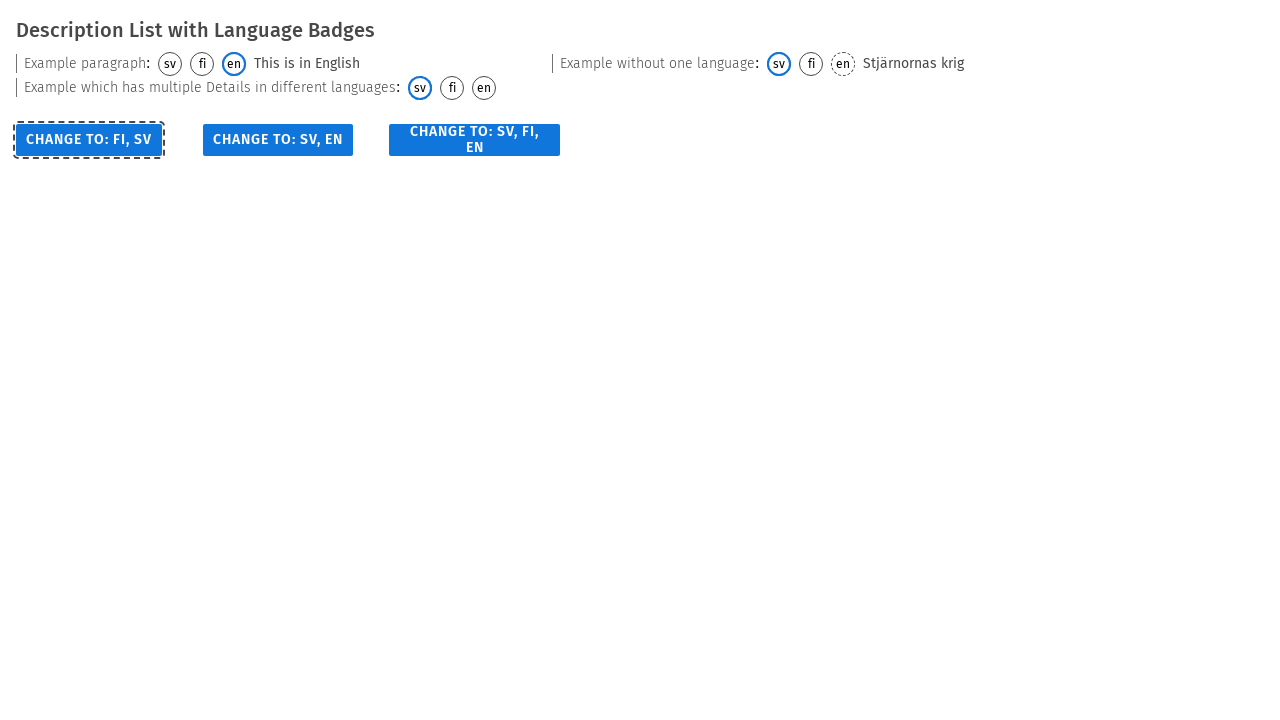 Description List with Language Badges
Example paragraph: sv fi en This is in English
Example without one language: sv fi en Stjärnornas krig
Example which has multiple Details in different languages: sv fi en
CHANGE TO: FI, SV
CHANGE TO: SV, EN
CHANGE TO: SV, FI,
EN